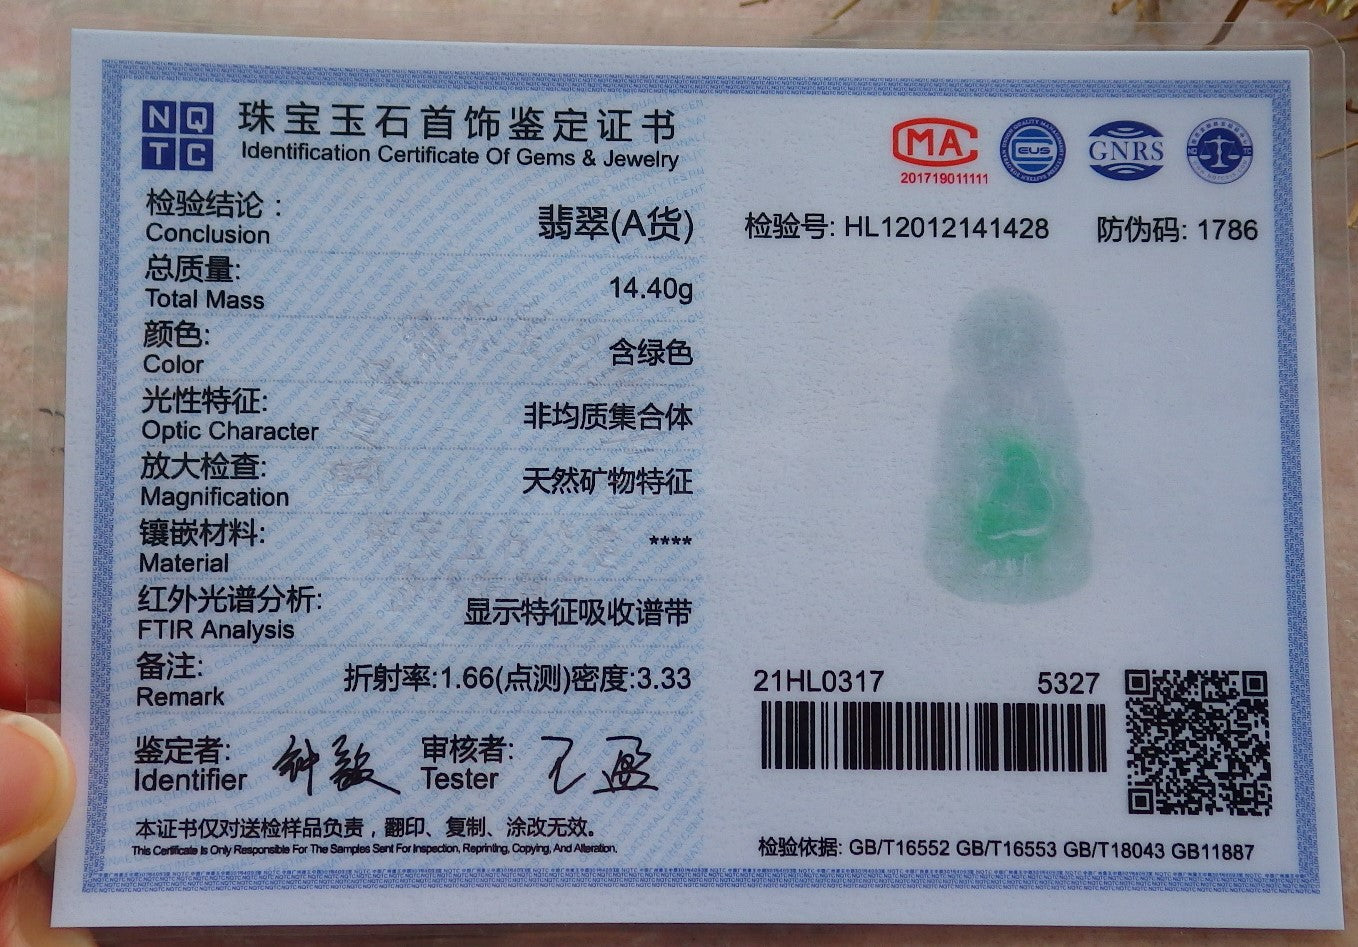 NQTC
珠宝玉石首饰鉴定证书
Identification Certificate Of Gems & Jewelry
检验结论：
Conclusion
翡翠(A货)
总质量:
Total Mass
14.40g
颜色:
Color
含绿色
光性特征:
Optic Character
非均质集合体
放大检查:
Magnification
天然矿物特征
镶嵌材料:
Material
****
红外光谱分析:
FTIR Analysis
显示特征吸收谱带
备注:
Remark
折射率:1.66(点测)密度:3.33
鉴定者:
Identifier
审核者:
Tester
本证书仅对送检样品负责，翻印、复制、涂改无效。
This Certificate Is Only Responsible For The Samples Sent For Inspection, Reprinting, Copying, And Alteration.
MA
201719011111
EUS
GNRS
检验号: HL12012141428
防伪码: 1786
21HL0317
5327
检验依据: GB/T16552 GB/T16553 GB/T18043 GB11887